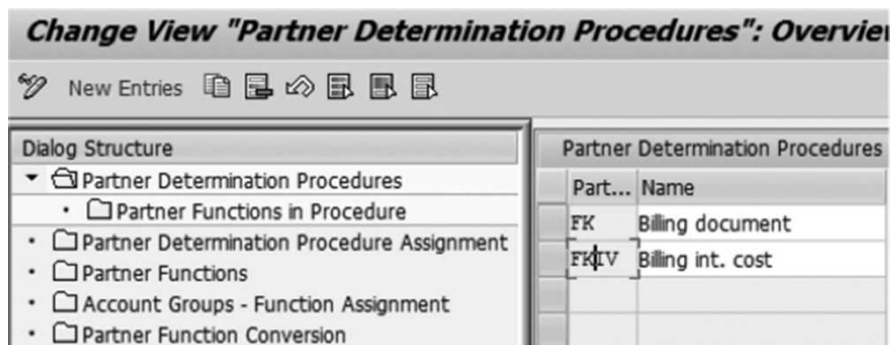 Change View "Partner Determination Procedures": Overvie
New Entries
Dialog Structure
Partner Determination Procedures
Partner Functions in Procedure
Partner Determination Procedure Assignment
Partner Functions
Account Groups - Function Assignment
Partner Function Conversion
Partner Determination Procedures
Part... Name
FK Billing document
FKIV Billing int. cost